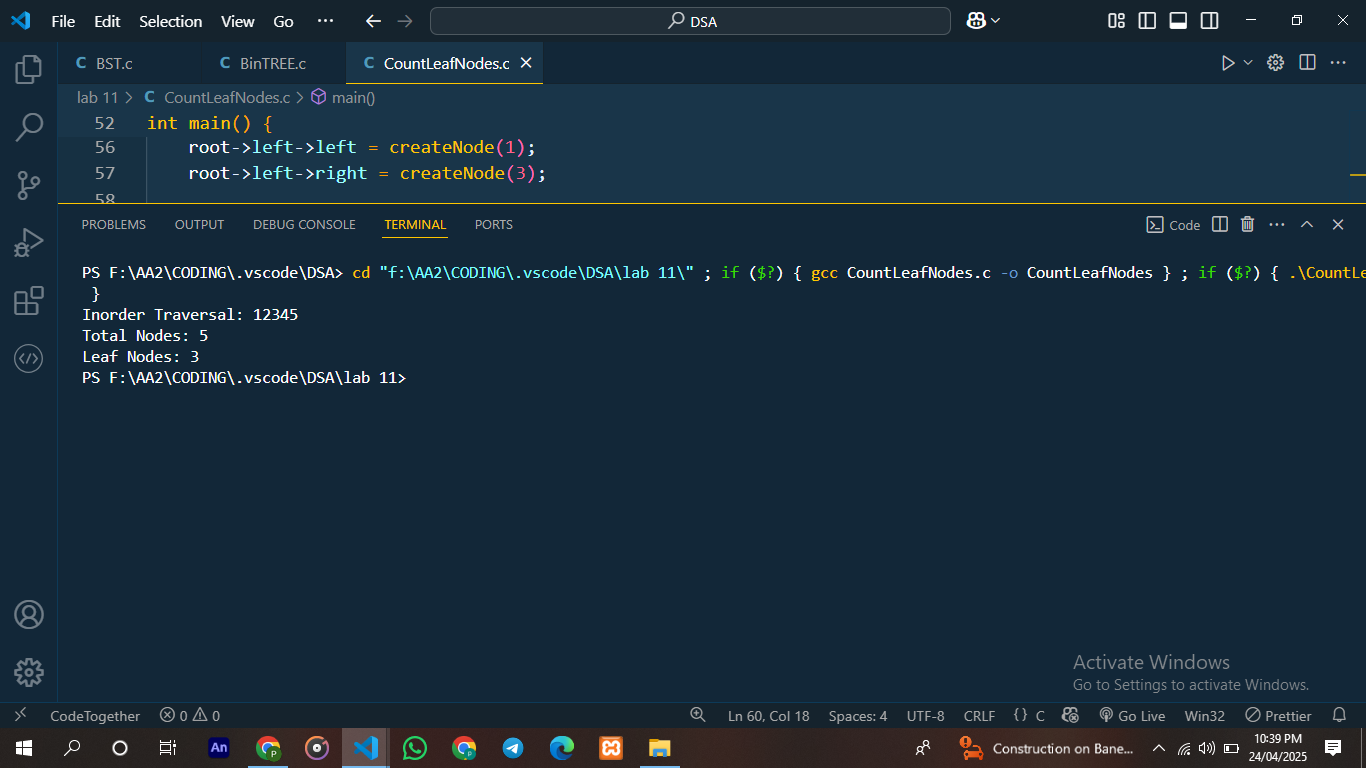 File Edit Selection View Go ··· DSA
C BST.c C BinTREE.c C CountLeafNodes.c
lab 11 > C CountLeafNodes.c > main()
52 int main() {
56 root->left->left = createNode(1);
57 root->left->right = createNode(3);
58
PROBLEMS OUTPUT DEBUG CONSOLE TERMINAL PORTS Code
PS F:\AA2\CODING\.vscode\DSA> cd "f:\AA2\CODING\.vscode\DSA\lab 11\" ; if ($?) { gcc CountLeafNodes.c -o CountLeafNodes } ; if ($?) { .\CountLe
}
Inorder Traversal: 12345
Total Nodes: 5
Leaf Nodes: 3
PS F:\AA2\CODING\.vscode\DSA\lab 11>
Activate Windows
Go to Settings to activate Windows.
CodeTogether 0 0 Ln 60, Col 18 Spaces: 4 UTF-8 CRLF {} C Go Live Win32 Prettier
An P Construction on Bane... 10:39 PM
24/04/2025